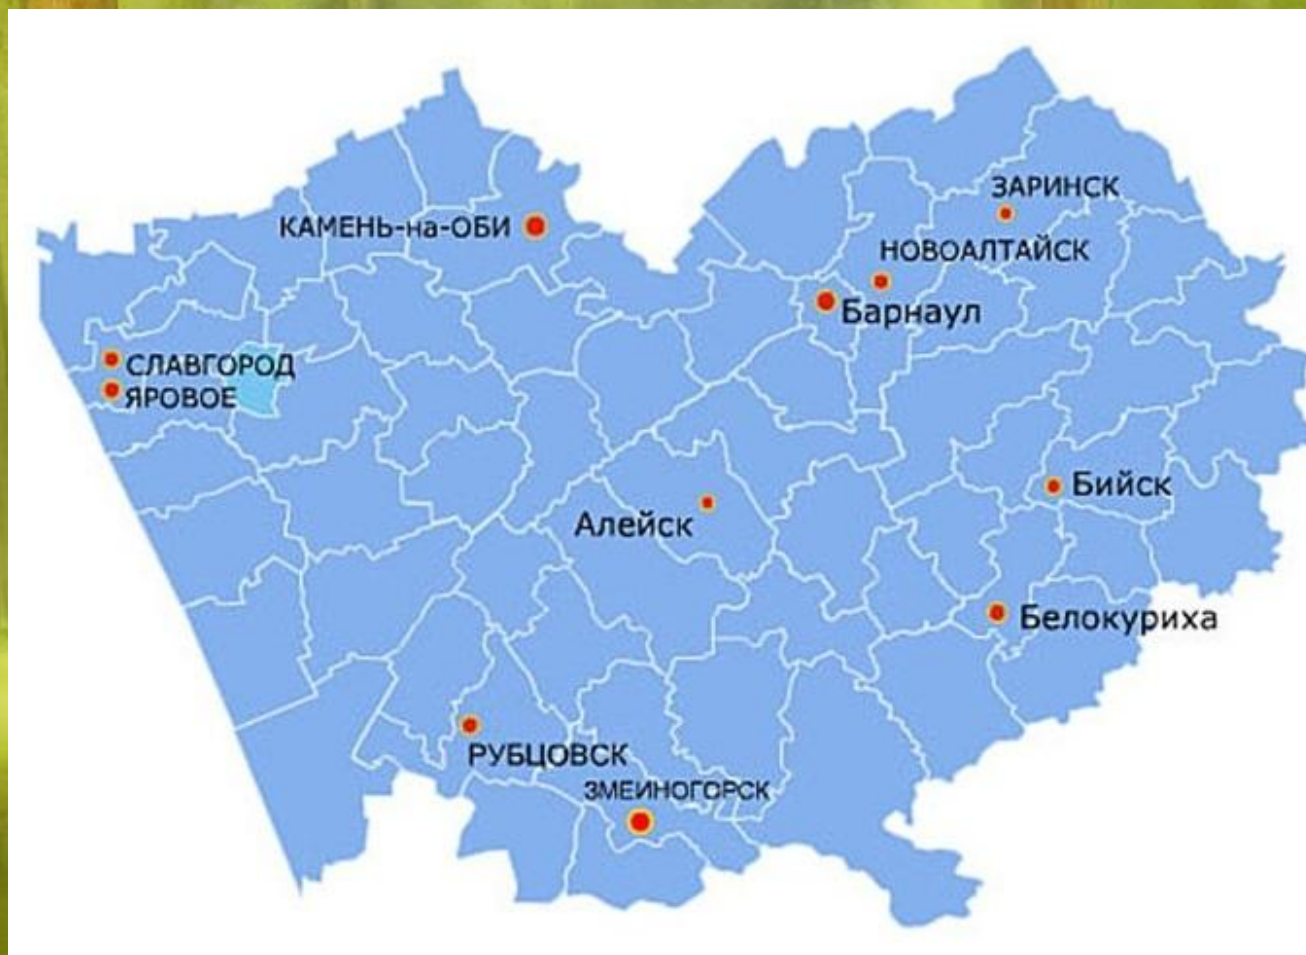 ЗАРИНСК
КАМЕНЬ-на-ОБИ
НОВОАЛТАЙСК
Барнаул
СЛАВГОРОД
ЯРОВОЕ
Бийск
Алейск
Белокуриха
РУБЦОВСК
ЗМЕИНОГОРСК